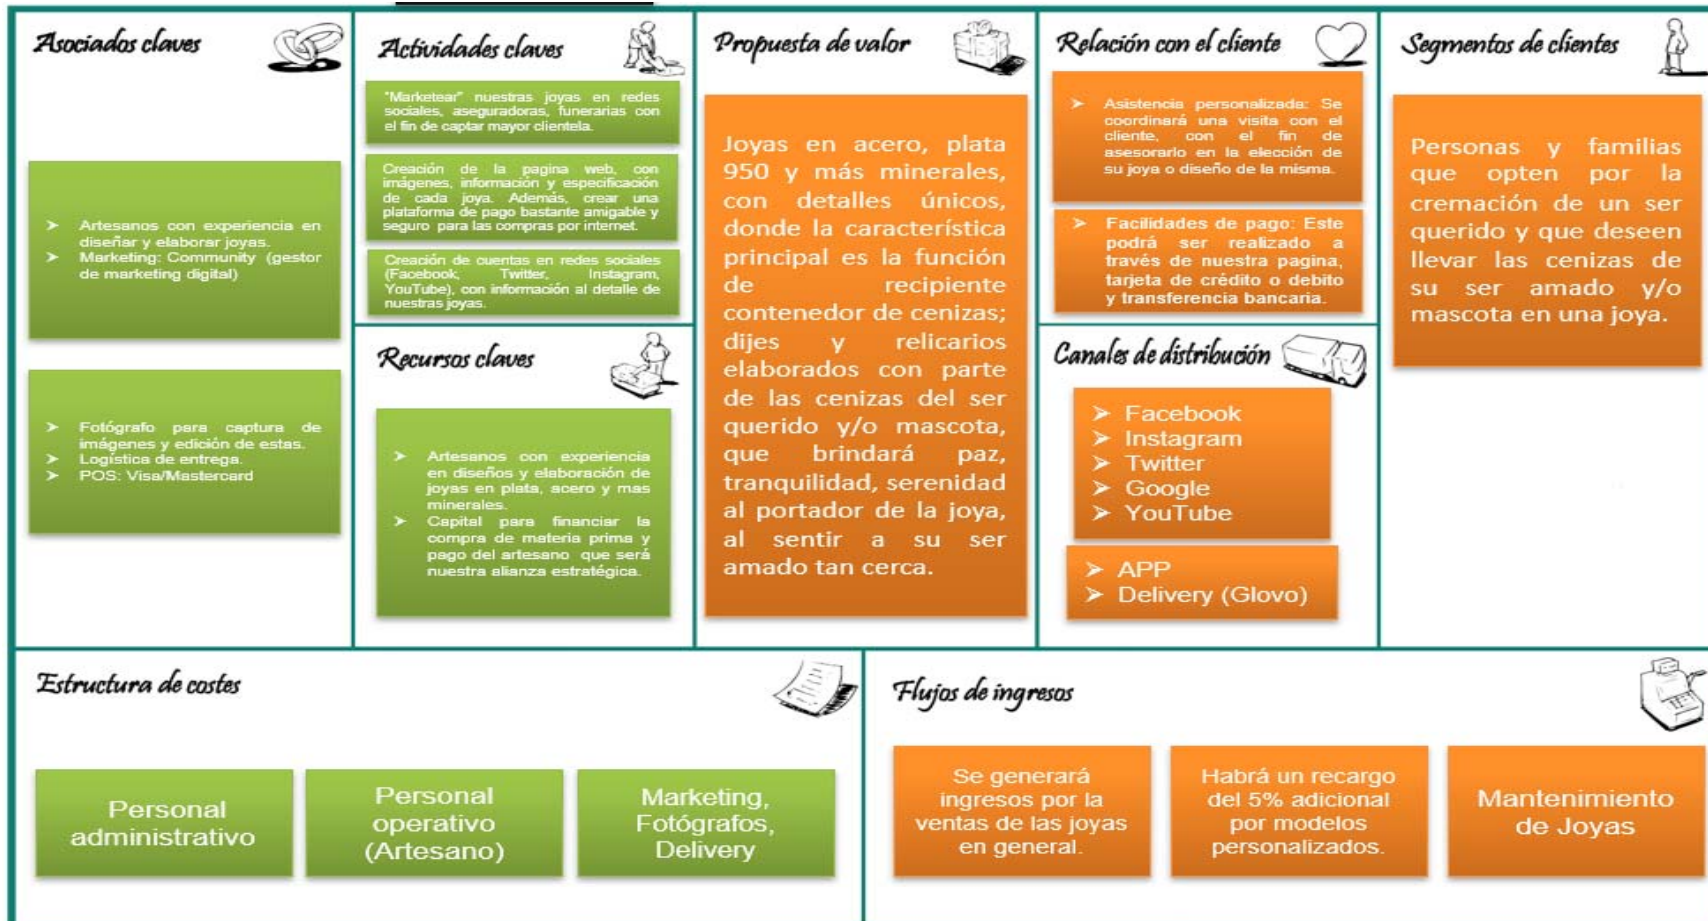 Asociados claves
➤ Artesanos con experiencia en
diseñar y elaborar joyas.
➤ Marketing: Community (gestor
de marketing digital)
➤ Fotógrafo para captura de
imágenes y edición de estas.
➤ Logística de entrega.
➤ POS: Visa/Mastercard
Actividades claves
"Marketear" nuestras joyas en redes
sociales, aseguradoras, funerarias con
el fin de captar mayor clientela.
Creación de la pagina web, con
imágenes, información y especificación
de cada joya. Además, crear una
plataforma de pago bastante amigable y
seguro para las compras por internet.
Creación de cuentas en redes sociales
(Facebook, Twitter, Instagram,
YouTube), con información al detalle de
nuestras joyas.
Recursos claves
➤ Artesanos con experiencia
en diseños y elaboración de
joyas en plata, acero y mas
minerales.
➤ Capital para financiar la
compra de materia prima y
pago del artesano que será
nuestra alianza estratégica.
Propuesta de valor
Joyas en acero, plata
950 y más minerales,
con detalles únicos,
donde la característica
principal es la función
de recipiente
contenedor de cenizas;
dijes y relicarios
elaborados con parte
de las cenizas del ser
querido y/o mascota,
que brindará paz,
tranquilidad, serenidad
al portador de la joya,
al sentir a su ser
amado tan cerca.
Relación con el cliente
➤ Asistencia personalizada: Se
coordinará una visita con el
cliente, con el fin de
asesorarlo en la elección de
su joya o diseño de la misma.
➤ Facilidades de pago: Este
podrá ser realizado a
través de nuestra pagina,
tarjeta de crédito o debito
y transferencia bancaria.
Canales de distribución
➤ Facebook
➤ Instagram
➤ Twitter
➤ Google
➤ YouTube
➤ APP
➤ Delivery (Glovo)
Segmentos de clientes
Personas y familias
que opten por la
cremación de un ser
querido y que deseen
llevar las cenizas de
su ser amado y/o
mascota en una joya.
Estructura de costes
Personal
administrativo
Personal
operativo
(Artesano)
Marketing,
Fotógrafos,
Delivery
Flujos de ingresos
Se generará
ingresos por la
ventas de las joyas
en general.
Habrá un recargo
del 5% adicional
por modelos
personalizados.
Mantenimiento
de Joyas